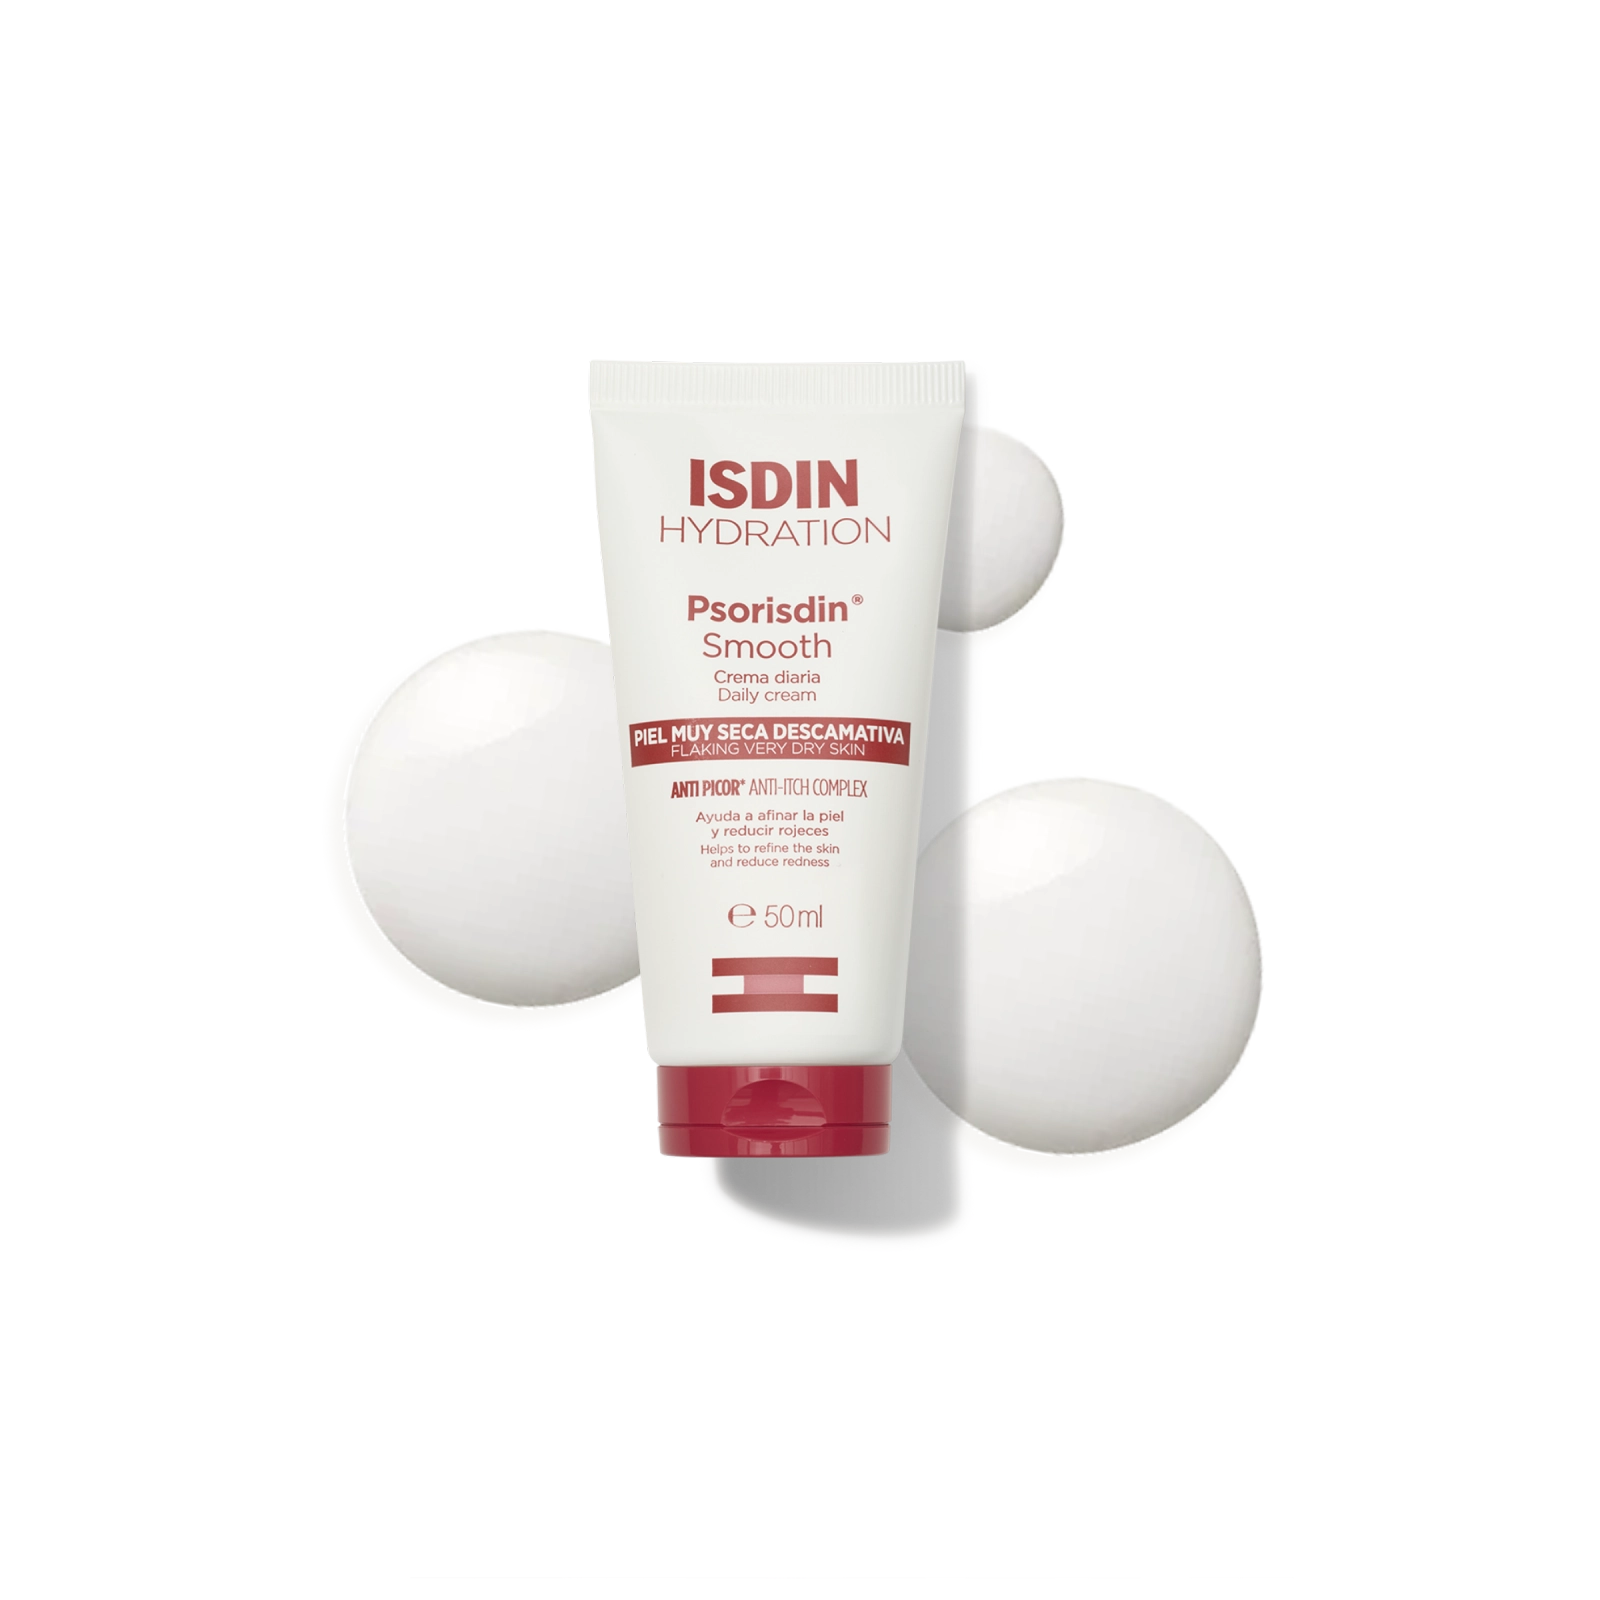 ISDIN
HYDRATION
Psorisdin®
Smooth
Crema diaria
Daily cream
PIEL MUY SECA DESCAMATIVA
FLAKING VERY DRY SKIN
ANTI PICOR* ANTI-ITCH COMPLEX
Ayuda a afinar la piel
y reducir rojeces
Helps to refine the skin
and reduce redness
℮ 50ml